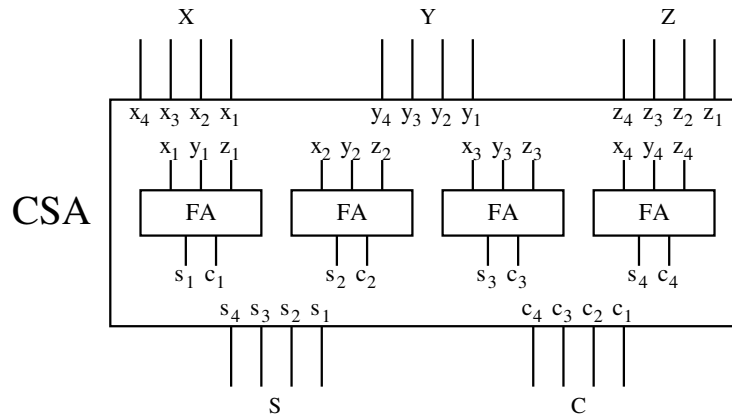 X Y Z
x₄ x₃ x₂ x₁ y₄ y₃ y₂ y₁ z₄ z₃ z₂ z₁
x₁ y₁ z₁ x₂ y₂ z₂ x₃ y₃ z₃ x₄ y₄ z₄
CSA FA FA FA FA
s₁ c₁ s₂ c₂ s₃ c₃ s₄ c₄
s₄ s₃ s₂ s₁ c₄ c₃ c₂ c₁
S C